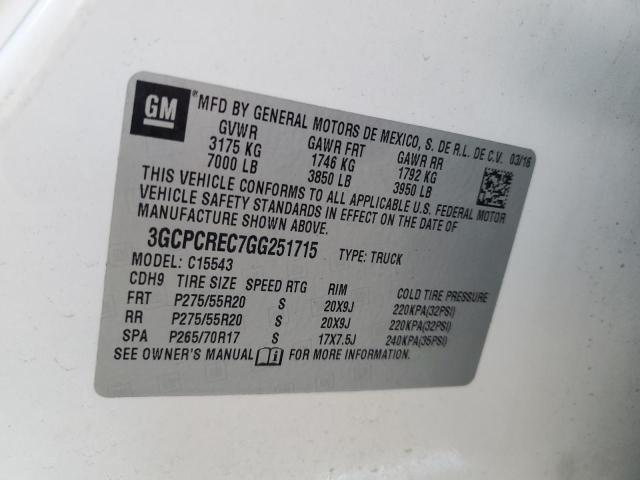 GM
® MFD BY GENERAL MOTORS DE MEXICO, S. DE R.L. DE C.V. 03/16
GVWR GAWR FRT GAWR RR
3175 KG 1746 KG 1792 KG
7000 LB 3850 LB 3950 LB
THIS VEHICLE CONFORMS TO ALL APPLICABLE U.S. FEDERAL MOTOR
VEHICLE SAFETY STANDARDS IN EFFECT ON THE DATE OF
MANUFACTURE SHOWN ABOVE.
3GCPCREC7GG251715 TYPE: TRUCK
MODEL: C15543
CDH9 TIRE SIZE SPEED RTG RIM COLD TIRE PRESSURE
FRT P275/55R20 S 20X9J 220KPA(32PSI)
RR P275/55R20 S 20X9J 220KPA(32PSI)
SPA P265/70R17 S 17X7.5J 240KPA(35PSI)
SEE OWNER'S MANUAL FOR MORE INFORMATION.